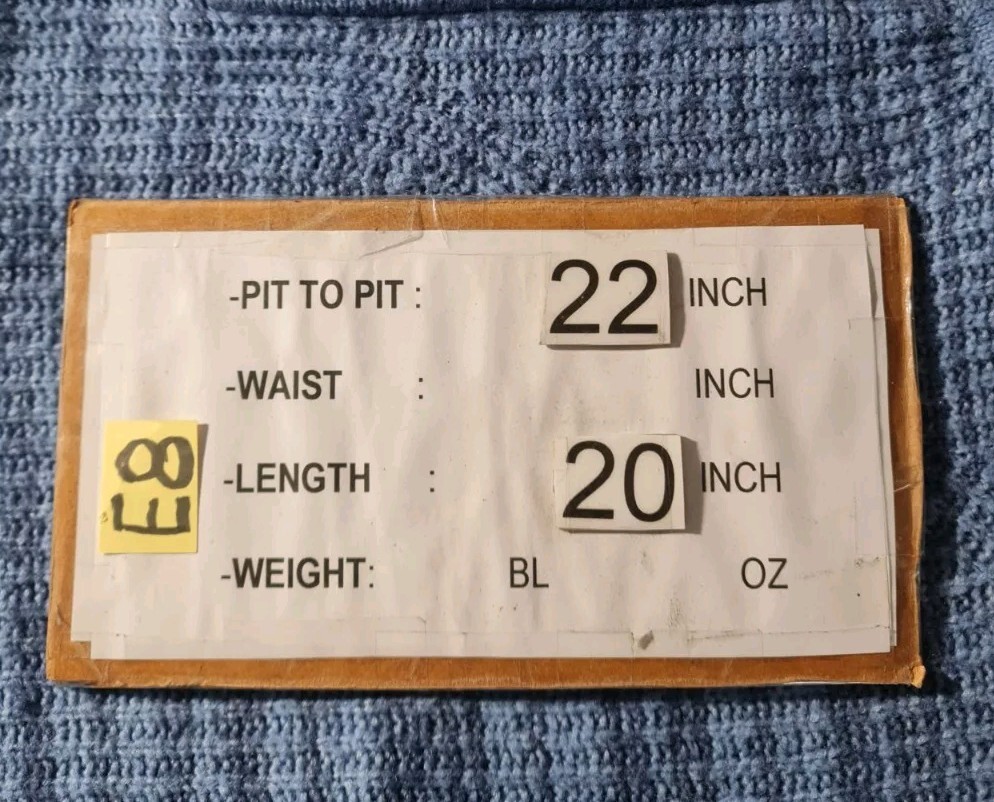 -PIT TO PIT : 22 INCH
-WAIST : INCH
-LENGTH : 20 INCH
-WEIGHT: BL OZ
E8